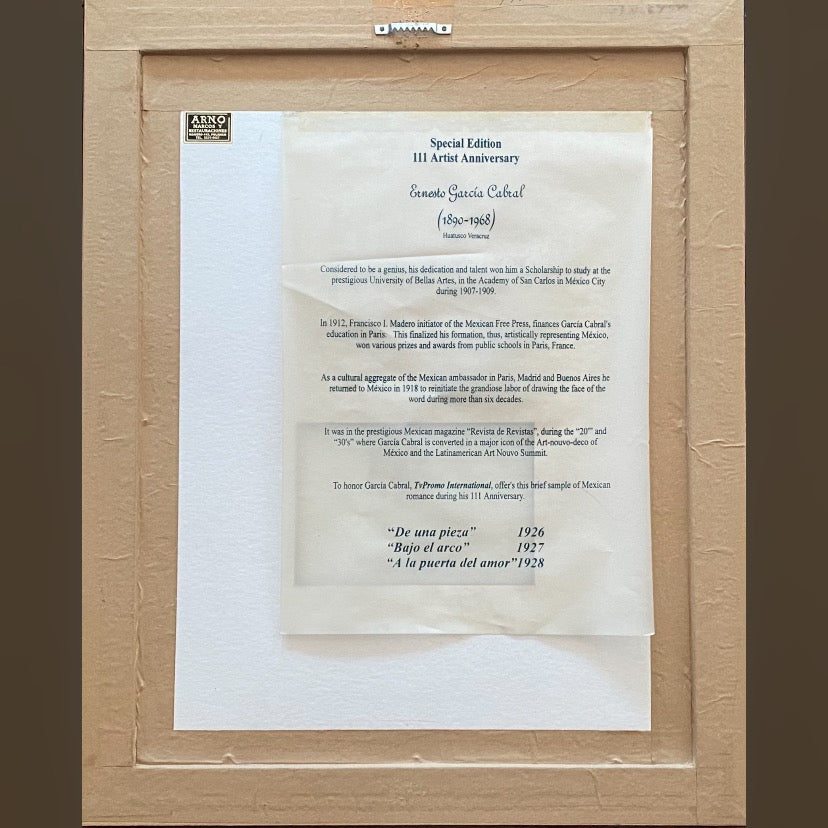 ARNO
MARCOS Y
RESTAURACIONES
Special Edition
111 Artist Anniversary
Ernesto García Cabral
(1890-1968)
Huatusco Veracruz
Considered to be a genius, his dedication and talent won him a Scholarship to study at the
prestigious University of Bellas Artes, in the Academy of San Carlos in México City
during 1907-1909.
In 1912, Francisco I. Madero initiator of the Mexican Free Press, finances García Cabral's
education in Paris. This finalized his formation, thus, artistically representing México,
won various prizes and awards from public schools in Paris, France.
As a cultural aggregate of the Mexican ambassador in Paris, Madrid and Buenos Aires he
returned to México in 1918 to reinitiate the grandiose labor of drawing the face of the
word during more than six decades.
It was in the prestigious Mexican magazine “Revista de Revistas”, during the “20'” and
“30's” where García Cabral is converted in a major icon of the Art-nouvo-deco of
México and the Latinamerican Art Nouvo Summit.
To honor García Cabral, TvPromo International, offer's this brief sample of Mexican
romance during his 111 Anniversary.
“De una pieza” 1926
“Bajo el arco” 1927
“A la puerta del amor”1928